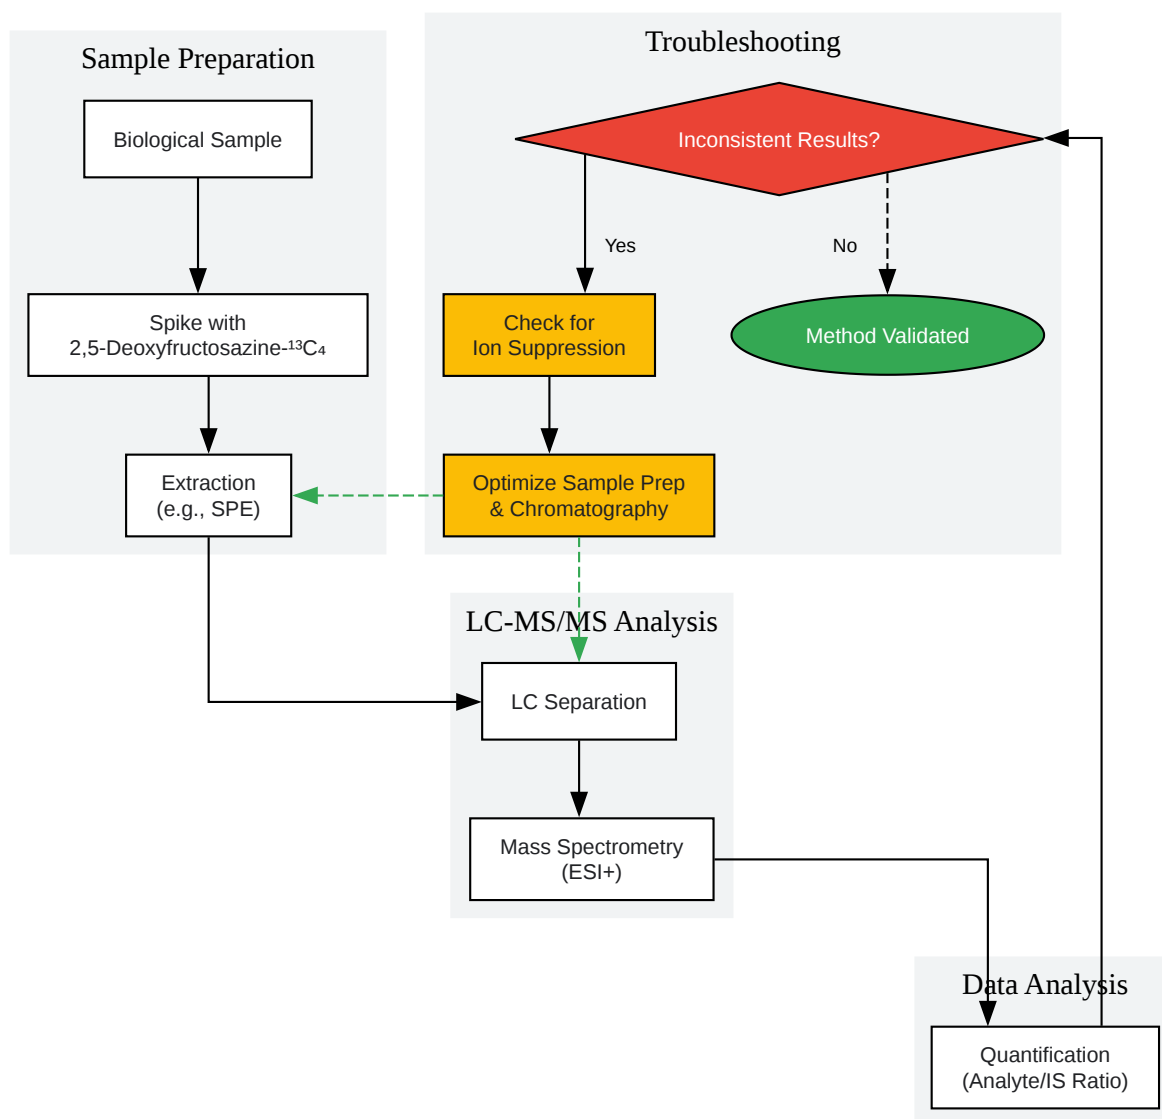 Sample Preparation
Biological Sample
Spike with
2,5-Deoxyfructosazine-¹³C₄
Extraction
(e.g., SPE)
Troubleshooting
Inconsistent Results?
Yes
No
Check for
Ion Suppression
Method Validated
Optimize Sample Prep
& Chromatography
LC-MS/MS Analysis
LC Separation
Mass Spectrometry
(ESI+)
Data Analysis
Quantification
(Analyte/IS Ratio)